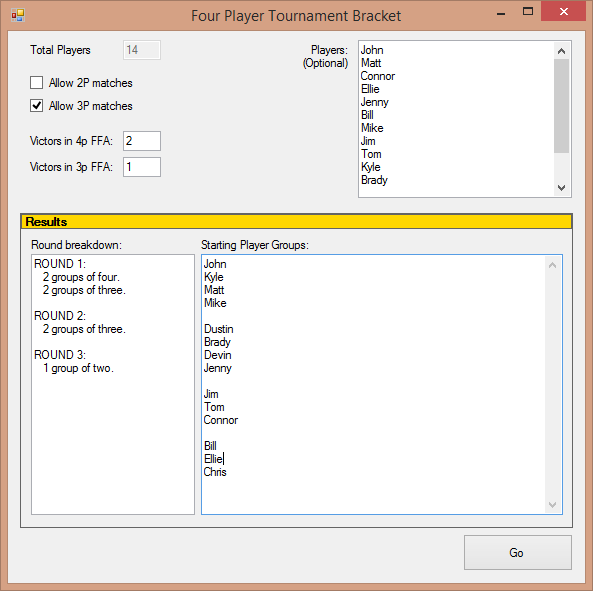 Four Player Tournament Bracket
Total Players
14
Allow 2P matches
Allow 3P matches
Victors in 4p FFA:
2
Victors in 3p FFA:
1
Players:
(Optional)
John
Matt
Connor
Ellie
Jenny
Bill
Mike
Jim
Tom
Kyle
Brady
Results
Round breakdown:
ROUND 1:
2 groups of four.
2 groups of three.
ROUND 2:
2 groups of three.
ROUND 3:
1 group of two.
Starting Player Groups:
John
Kyle
Matt
Mike
Dustin
Brady
Devin
Jenny
Jim
Tom
Connor
Bill
Ellie
Chris
Go